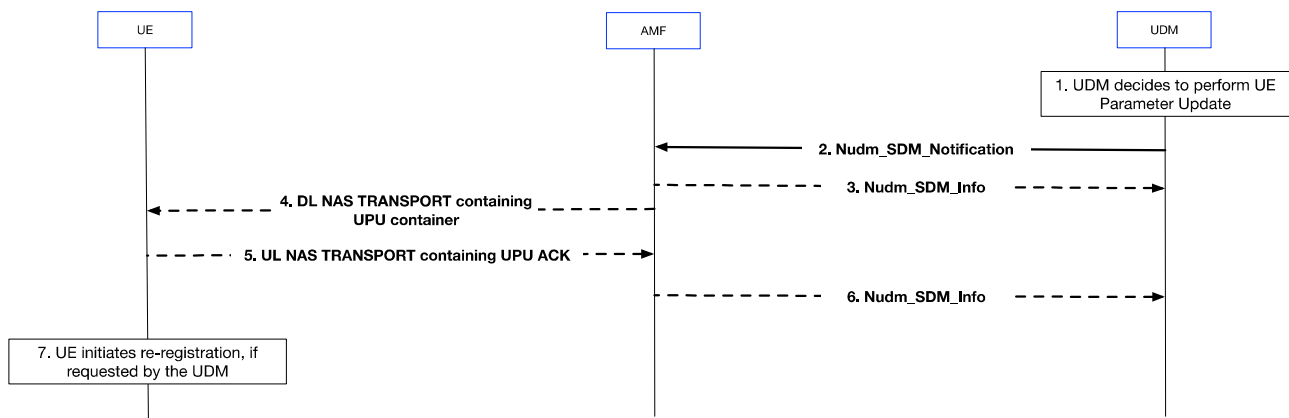 UE
AMF
UDM
1. UDM decides to perform UE
Parameter Update
2. Nudm_SDM_Notification
3. Nudm_SDM_Info
4. DL NAS TRANSPORT containing
UPU container
5. UL NAS TRANSPORT containing UPU ACK
6. Nudm_SDM_Info
7. UE initiates re-registration, if
requested by the UDM